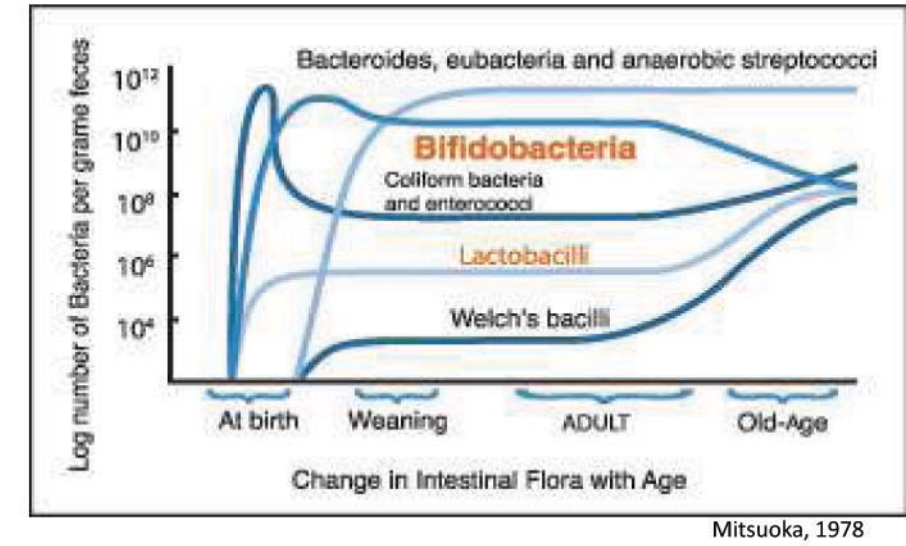 Log number of Bacteria per grame feces
10¹²
10¹⁰
10⁸
10⁶
10⁴
Bacteroides, eubacteria and anaerobic streptococci
Bifidobacteria
Coliform bacteria
and enterococci
Lactobacilli
Welch's bacilli
At birth
Weaning
ADULT
Old-Age
Change in Intestinal Flora with Age
Mitsuoka, 1978